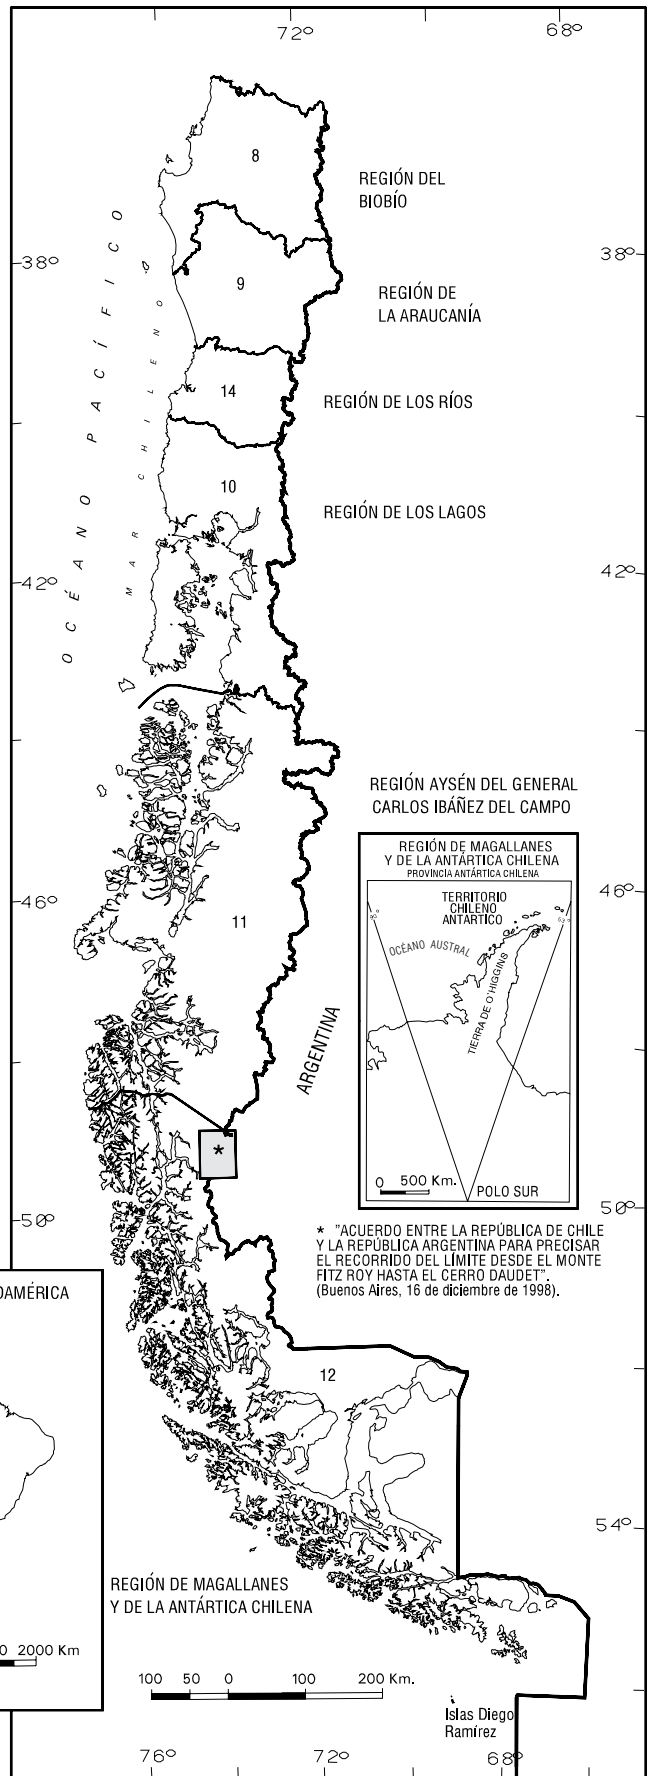 72º
68º
8
REGIÓN DEL
BIOBÍO
38º
38º
9
REGIÓN DE
LA ARAUCANÍA
OCÉANO PACÍFICO
MAR CHILENO
14
REGIÓN DE LOS RÍOS
10
REGIÓN DE LOS LAGOS
42º
42º
REGIÓN AYSÉN DEL GENERAL
CARLOS IBÁÑEZ DEL CAMPO
REGIÓN DE MAGALLANES
Y DE LA ANTÁRTICA CHILENA
PROVINCIA ANTÁRTICA CHILENA
TERRITORIO
CHILENO
ANTARTICO
90º
53º
OCÉANO AUSTRAL
TIERRA DE O'HIGGINS
0 500 Km.
POLO SUR
46º
46º
11
ARGENTINA
*
50º
50º
* "ACUERDO ENTRE LA REPÚBLICA DE CHILE
Y LA REPÚBLICA ARGENTINA PARA PRECISAR
EL RECORRIDO DEL LÍMITE DESDE EL MONTE
FITZ ROY HASTA EL CERRO DAUDET".
(Buenos Aires, 16 de diciembre de 1998).
DAMÉRICA
12
54º
REGIÓN DE MAGALLANES
Y DE LA ANTÁRTICA CHILENA
0 2000 Km
100 50 0 100 200 Km.
Islas Diego
Ramírez
76º
72º
68º